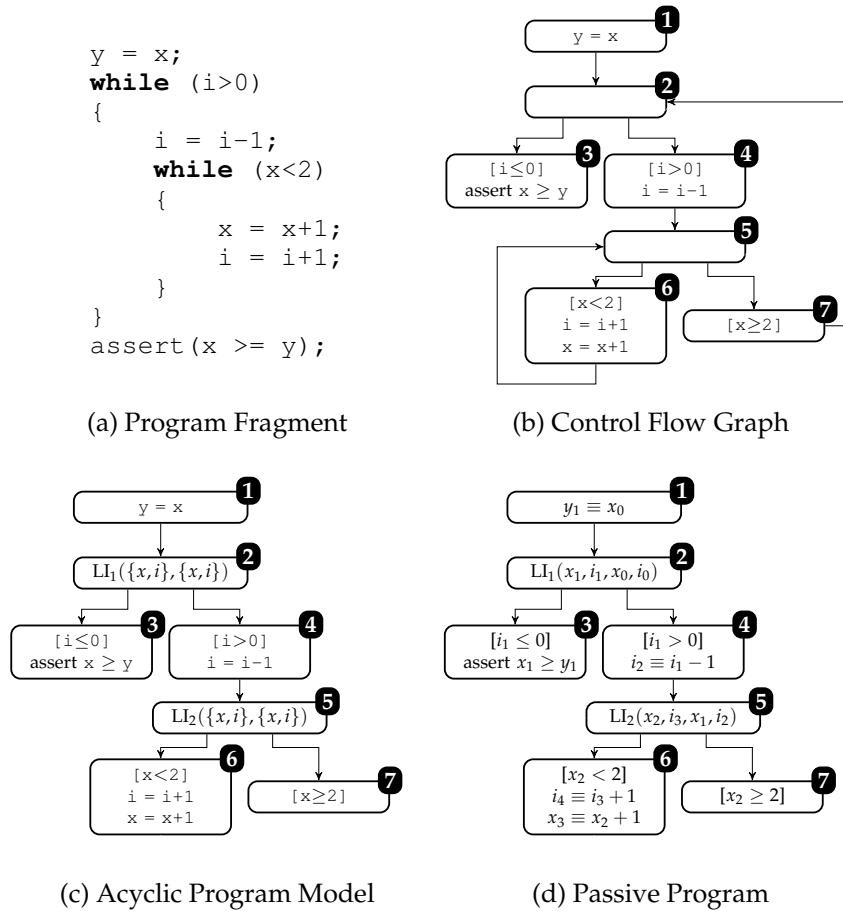 y = x;
while (i>0)
{
i = i-1;
while (x<2)
{
x = x+1;
i = i+1;
}
}
assert(x >= y);
(a) Program Fragment
1
y = x
2
3
[i≤0]
assert x ≥ y
4
[i>0]
i = i-1
5
6
[x<2]
i = i+1
x = x+1
7
[x≥2]
(b) Control Flow Graph
1
y = x
2
LI₁({x,i},{x,i})
3
[i≤0]
assert x ≥ y
4
[i>0]
i = i-1
5
LI₂({x,i},{x,i})
6
[x<2]
i = i+1
x = x+1
7
[x≥2]
(c) Acyclic Program Model
1
y₁ ≡ x₀
2
LI₁(x₁,i₁,x₀,i₀)
3
[i₁ ≤ 0]
assert x₁ ≥ y₁
4
[i₁ > 0]
i₂ ≡ i₁ − 1
5
LI₂(x₂,i₃,x₁,i₂)
6
[x₂ < 2]
i₄ ≡ i₃ + 1
x₃ ≡ x₂ + 1
7
[x₂ ≥ 2]
(d) Passive Program